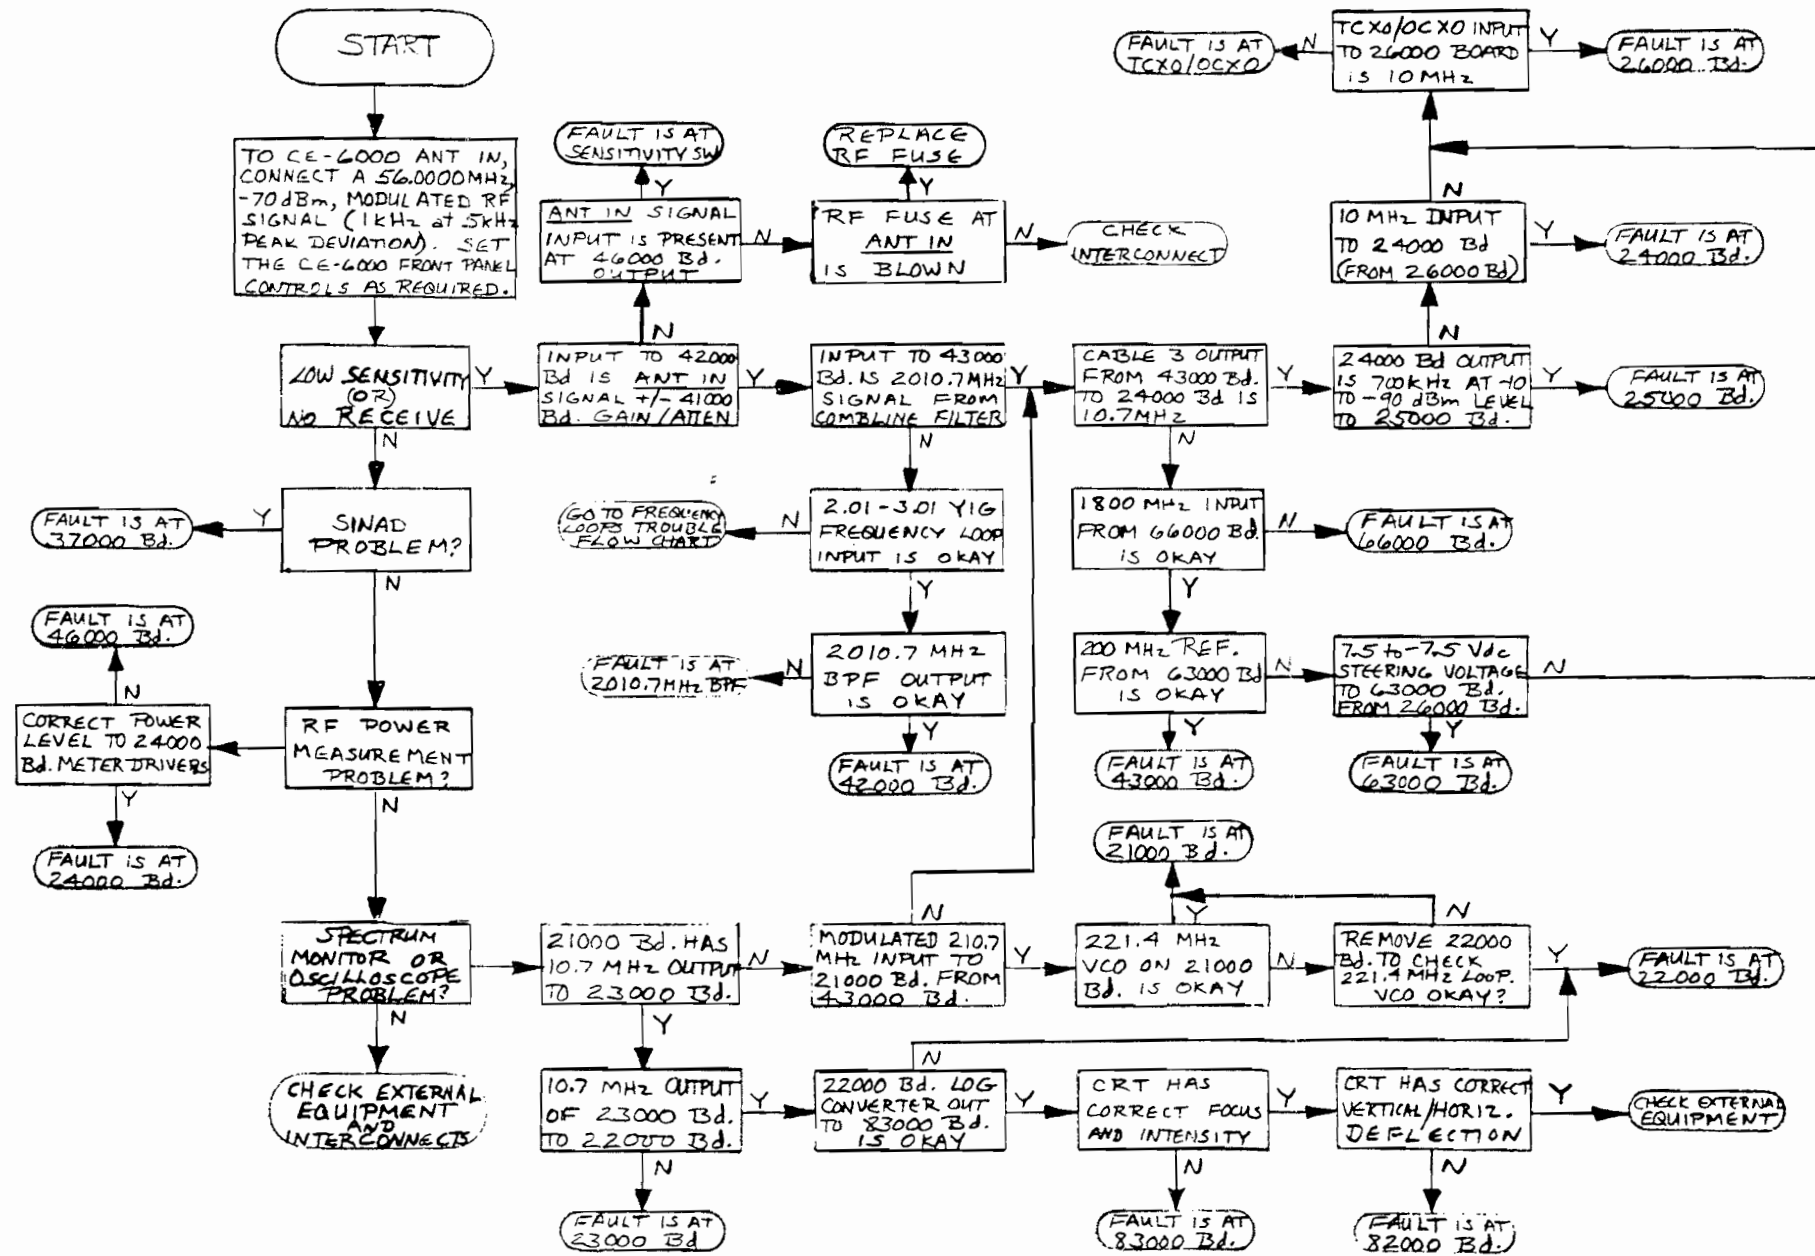 START
TO CE-6000 ANT IN,
CONNECT A 56.0000MHz,
-70 dBm, MODULATED RF
SIGNAL (1kHz at 5kHz
PEAK DEVIATION). SET
THE CE-6000 FRONT PANEL
CONTROLS AS REQUIRED.
FAULT IS AT
SENSITIVITY SW
Y
ANT IN SIGNAL
INPUT IS PRESENT
AT 46000 Bd.
OUTPUT
N
REPLACE
RF FUSE
Y
RF FUSE AT
ANT IN
IS BLOWN
N
CHECK
INTERCONNECT
FAULT IS AT
TCXO/OCXO
N
TCXO/OCXO INPUT
TO 26000 BOARD
IS 10 MHz
Y
FAULT IS AT
26000 Bd.
N
10 MHz INPUT
TO 24000 Bd
(FROM 26000 Bd)
Y
FAULT IS AT
24000 Bd.
LOW SENSITIVITY
(OR)
NO RECEIVE
Y
N
N
INPUT TO 42000
Bd IS ANT IN
SIGNAL +/- 41000
Bd. GAIN/ATTEN
Y
INPUT TO 43000
Bd. IS 2010.7MHz
SIGNAL FROM
COMBLINE FILTER
Y
N
CABLE 3 OUTPUT
FROM 43000 Bd.
TO 24000 Bd IS
10.7MHz
Y
N
N
24000 Bd OUTPUT
IS 700kHz AT -10
TO -90 dBm LEVEL
TO 25000 Bd.
Y
FAULT IS AT
25000 Bd.
FAULT IS AT
37000 Bd.
Y
SINAD
PROBLEM?
N
GO TO FREQUENCY
LOOPS TROUBLE
FLOW CHART
N
2.01-3.01 YIG
FREQUENCY LOOP
INPUT IS OKAY
Y
1800 MHz INPUT
FROM 66000 Bd.
IS OKAY
N
Y
FAULT IS AT
66000 Bd.
FAULT IS AT
46000 Bd.
N
CORRECT POWER
LEVEL TO 24000
Bd. METER DRIVERS
Y
FAULT IS AT
24000 Bd.
RF POWER
MEASUREMENT
PROBLEM?
N
FAULT IS AT
2010.7MHz BPF
N
2010.7 MHz
BPF OUTPUT
IS OKAY
Y
FAULT IS AT
42000 Bd.
200 MHz REF.
FROM 63000 Bd
IS OKAY
N
Y
FAULT IS AT
43000 Bd.
7.5 to -7.5 Vdc
STEERING VOLTAGE
TO 63000 Bd.
FROM 26000 Bd.
N
Y
FAULT IS AT
63000 Bd.
FAULT IS AT
21000 Bd.
SPECTRUM
MONITOR OR
OSCILLOSCOPE
PROBLEM?
N
21000 Bd. HAS
10.7 MHz OUTPUT
TO 23000 Bd.
N
Y
N
MODULATED 210.7
MHz INPUT TO
21000 Bd. FROM
43000 Bd.
Y
Y
221.4 MHz
VCO ON 21000
Bd. IS OKAY
N
N
REMOVE 22000
Bd. TO CHECK
221.4 MHz LOOP.
VCO OKAY?
Y
FAULT IS AT
22000 Bd.
CHECK EXTERNAL
EQUIPMENT
AND
INTERCONNECTS
10.7 MHz OUTPUT
OF 23000 Bd.
TO 22000 Bd.
Y
N
FAULT IS AT
23000 Bd
N
22000 Bd. LOG
CONVERTER OUT
TO 83000 Bd.
IS OKAY
Y
CRT HAS
CORRECT FOCUS
AND INTENSITY
Y
N
FAULT IS AT
83000 Bd.
CRT HAS CORRECT
VERTICAL/HORIZ.
DEFLECTION
Y
N
FAULT IS AT
82000 Bd.
CHECK EXTERNAL
EQUIPMENT